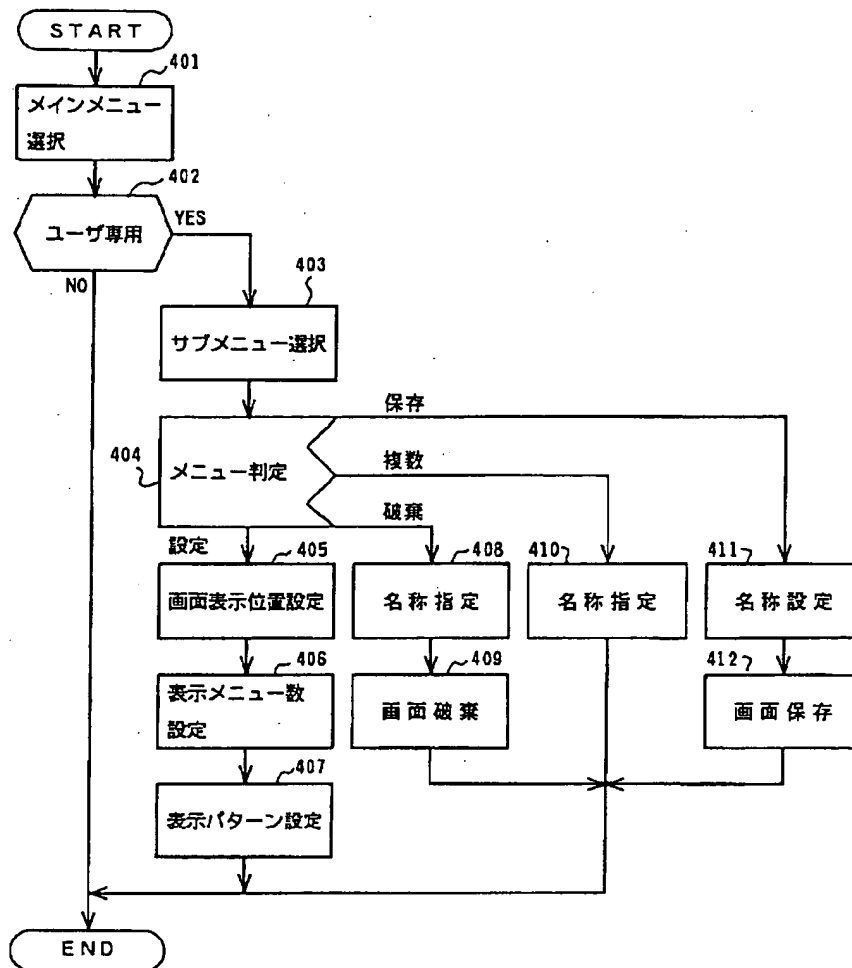 START
401
メインメニュー
選択
402
ユーザ専用
YES
NO
403
サブメニュー選択
404
メニュー判定
保存
複数
破棄
設定
405
画面表示位置設定
408
名称指定
410
名称指定
411
名称設定
406
表示メニュー数
設定
409
画面破棄
412
画面保存
407
表示パターン設定
END